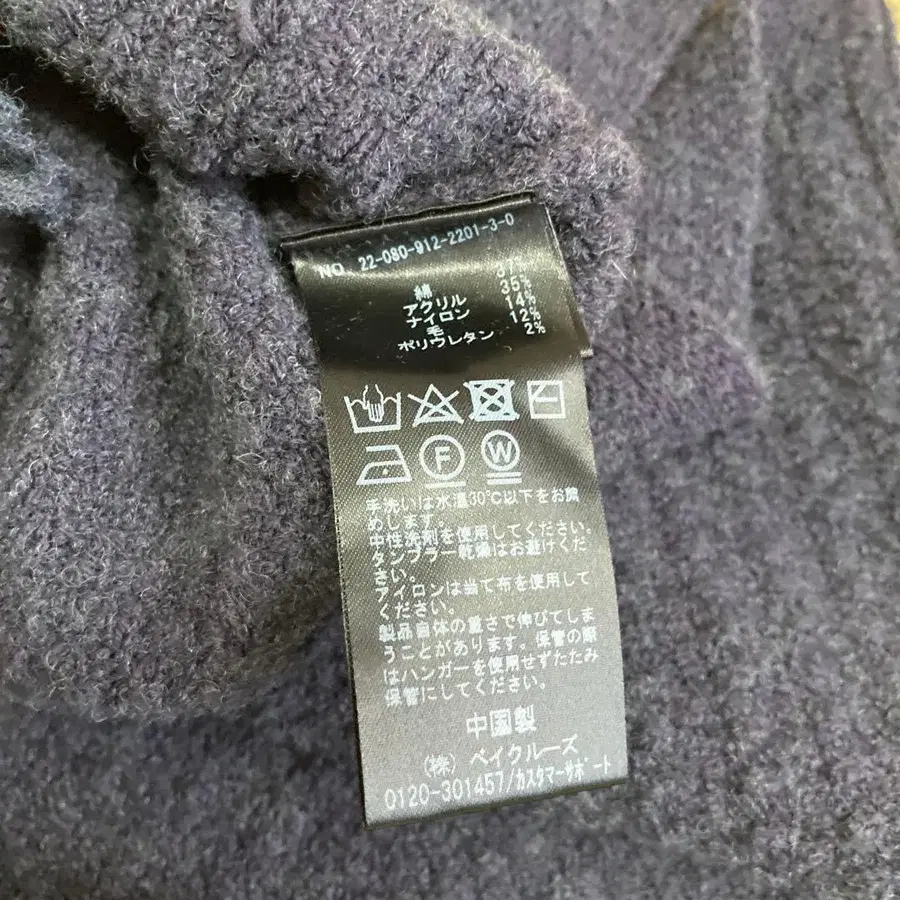 NO. 22-080-912-2201-3-0
綿 35%
アクリル 14%
ナイロン 12%
毛 2%
ポリウレタン
F W
手洗いは水温30℃以下をお勧
めします。
中性洗剤を使用してください。
タンブラー乾燥はお避けくだ
さい。
アイロンは当て布を使用して
ください。
製品自体の重さで伸びてしま
うことがあります。保管の際
はハンガーを使用せずたたみ
保管にしてください。
中国製
(株) ベイクルーズ
0120-301457/カスタマーサポート